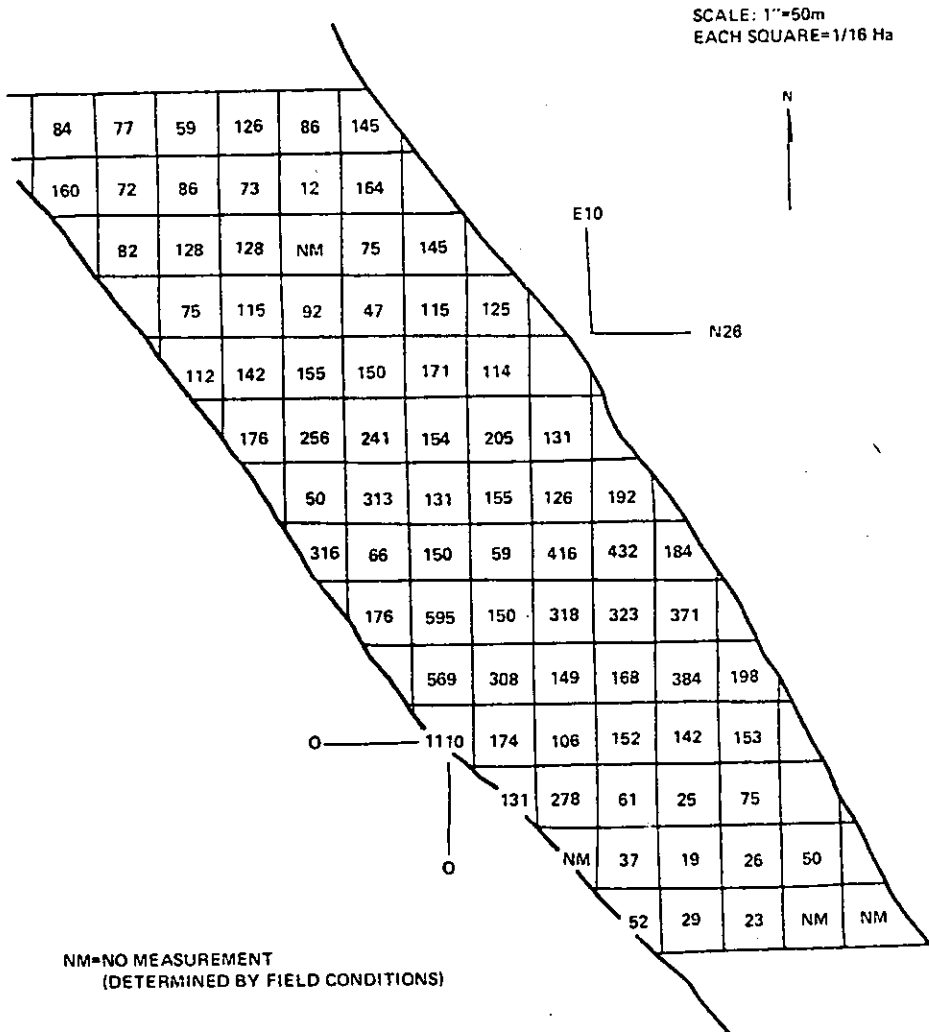 SCALE: 1"=50m
EACH SQUARE=1/16 Ha
N
84 77 59 126 86 145
160 72 86 73 12 164
E10
82 128 128 NM 75 145
75 115 92 47 115 125
N26
112 142 155 150 171 114
176 256 241 154 205 131
50 313 131 155 126 192
316 66 150 59 416 432 184
176 595 150 318 323 371
569 308 149 168 384 198
O 1110 174 106 152 142 153
131 278 61 25 75
O
NM 37 19 26 50
52 29 23 NM NM
NM=NO MEASUREMENT
(DETERMINED BY FIELD CONDITIONS)